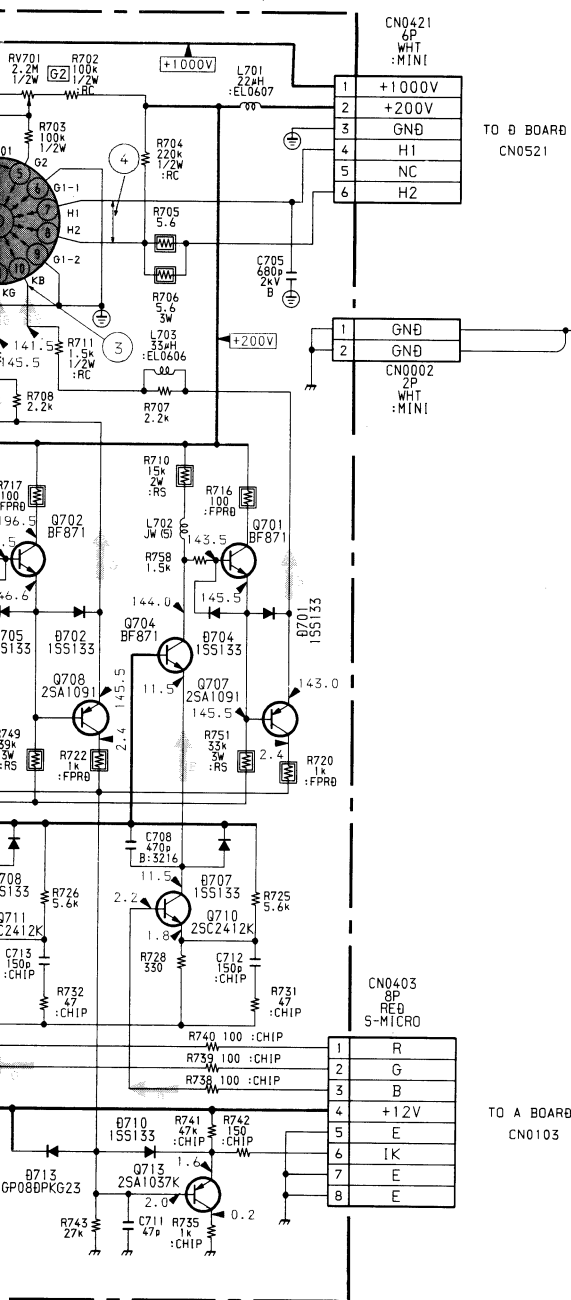 CN0421
6P
WHT
:MINI
RV701
2.2M
1/2W
G2
R702
100k
1/2W
:RC
+1000V
L701
22µH
:EL0607
1 +1000V
2 +200V
3 GND
4 H1
5 NC
6 H2
TO D BOARD
CN0521
R703
100k
1/2W
R704
220k
1/2W
:RC
4
01
G2
5
6
7
8
9
10
G1-1
H1
H2
G1-2
KB
KG
R705
5.6
R706
5.6
3W
C705
680p
2kV
B
3
141.5
145.5
R711
1.5k
1/2W
:RC
L703
33µH
:EL0606
R707
2.2k
+200V
1 GND
2 GND
CN0002
2P
WHT
:MINI
R708
2.2k
R717
100
:FPRD
196.5
Q702
BF871
R710
15k
2W
:RS
R716
100
:FPRD
L702
JW(5)
143.5
Q701
BF871
R758
1.5k
.5
46.6
144.0
145.5
705
SS133
D702
1SS133
Q704
BF871
D704
1SS133
D701
1SS133
Q708
2SA1091
145.5
11.5
Q707
2SA1091
143.0
145.5
R749
39k
3W
:RS
R722
1k
:FPRD
2.4
R751
33k
3W
:RS
2.4
R720
1k
:FPRD
C708
470p
B:3216
708
SS133
R726
5.6k
11.5
D707
1SS133
R725
5.6k
Q711
C2412K
2.2
Q710
2SC2412K
1.8
C713
150p
:CHIP
R728
330
C712
150p
:CHIP
R732
47
:CHIP
R731
47
:CHIP
CN0403
8P
RED
S-MICRO
R740 100 :CHIP
R739 100 :CHIP
R738 100 :CHIP
1 R
2 G
3 B
4 +12V
5 E
6 IK
7 E
8 E
TO A BOARD
CN0103
D710
1SS133
R741
47k
:CHIP
R742
150
:CHIP
D713
GP08DPKG23
Q713
2SA1037K
1.6
2.0
0.2
R743
27k
C711
47p
R735
1k
:CHIP